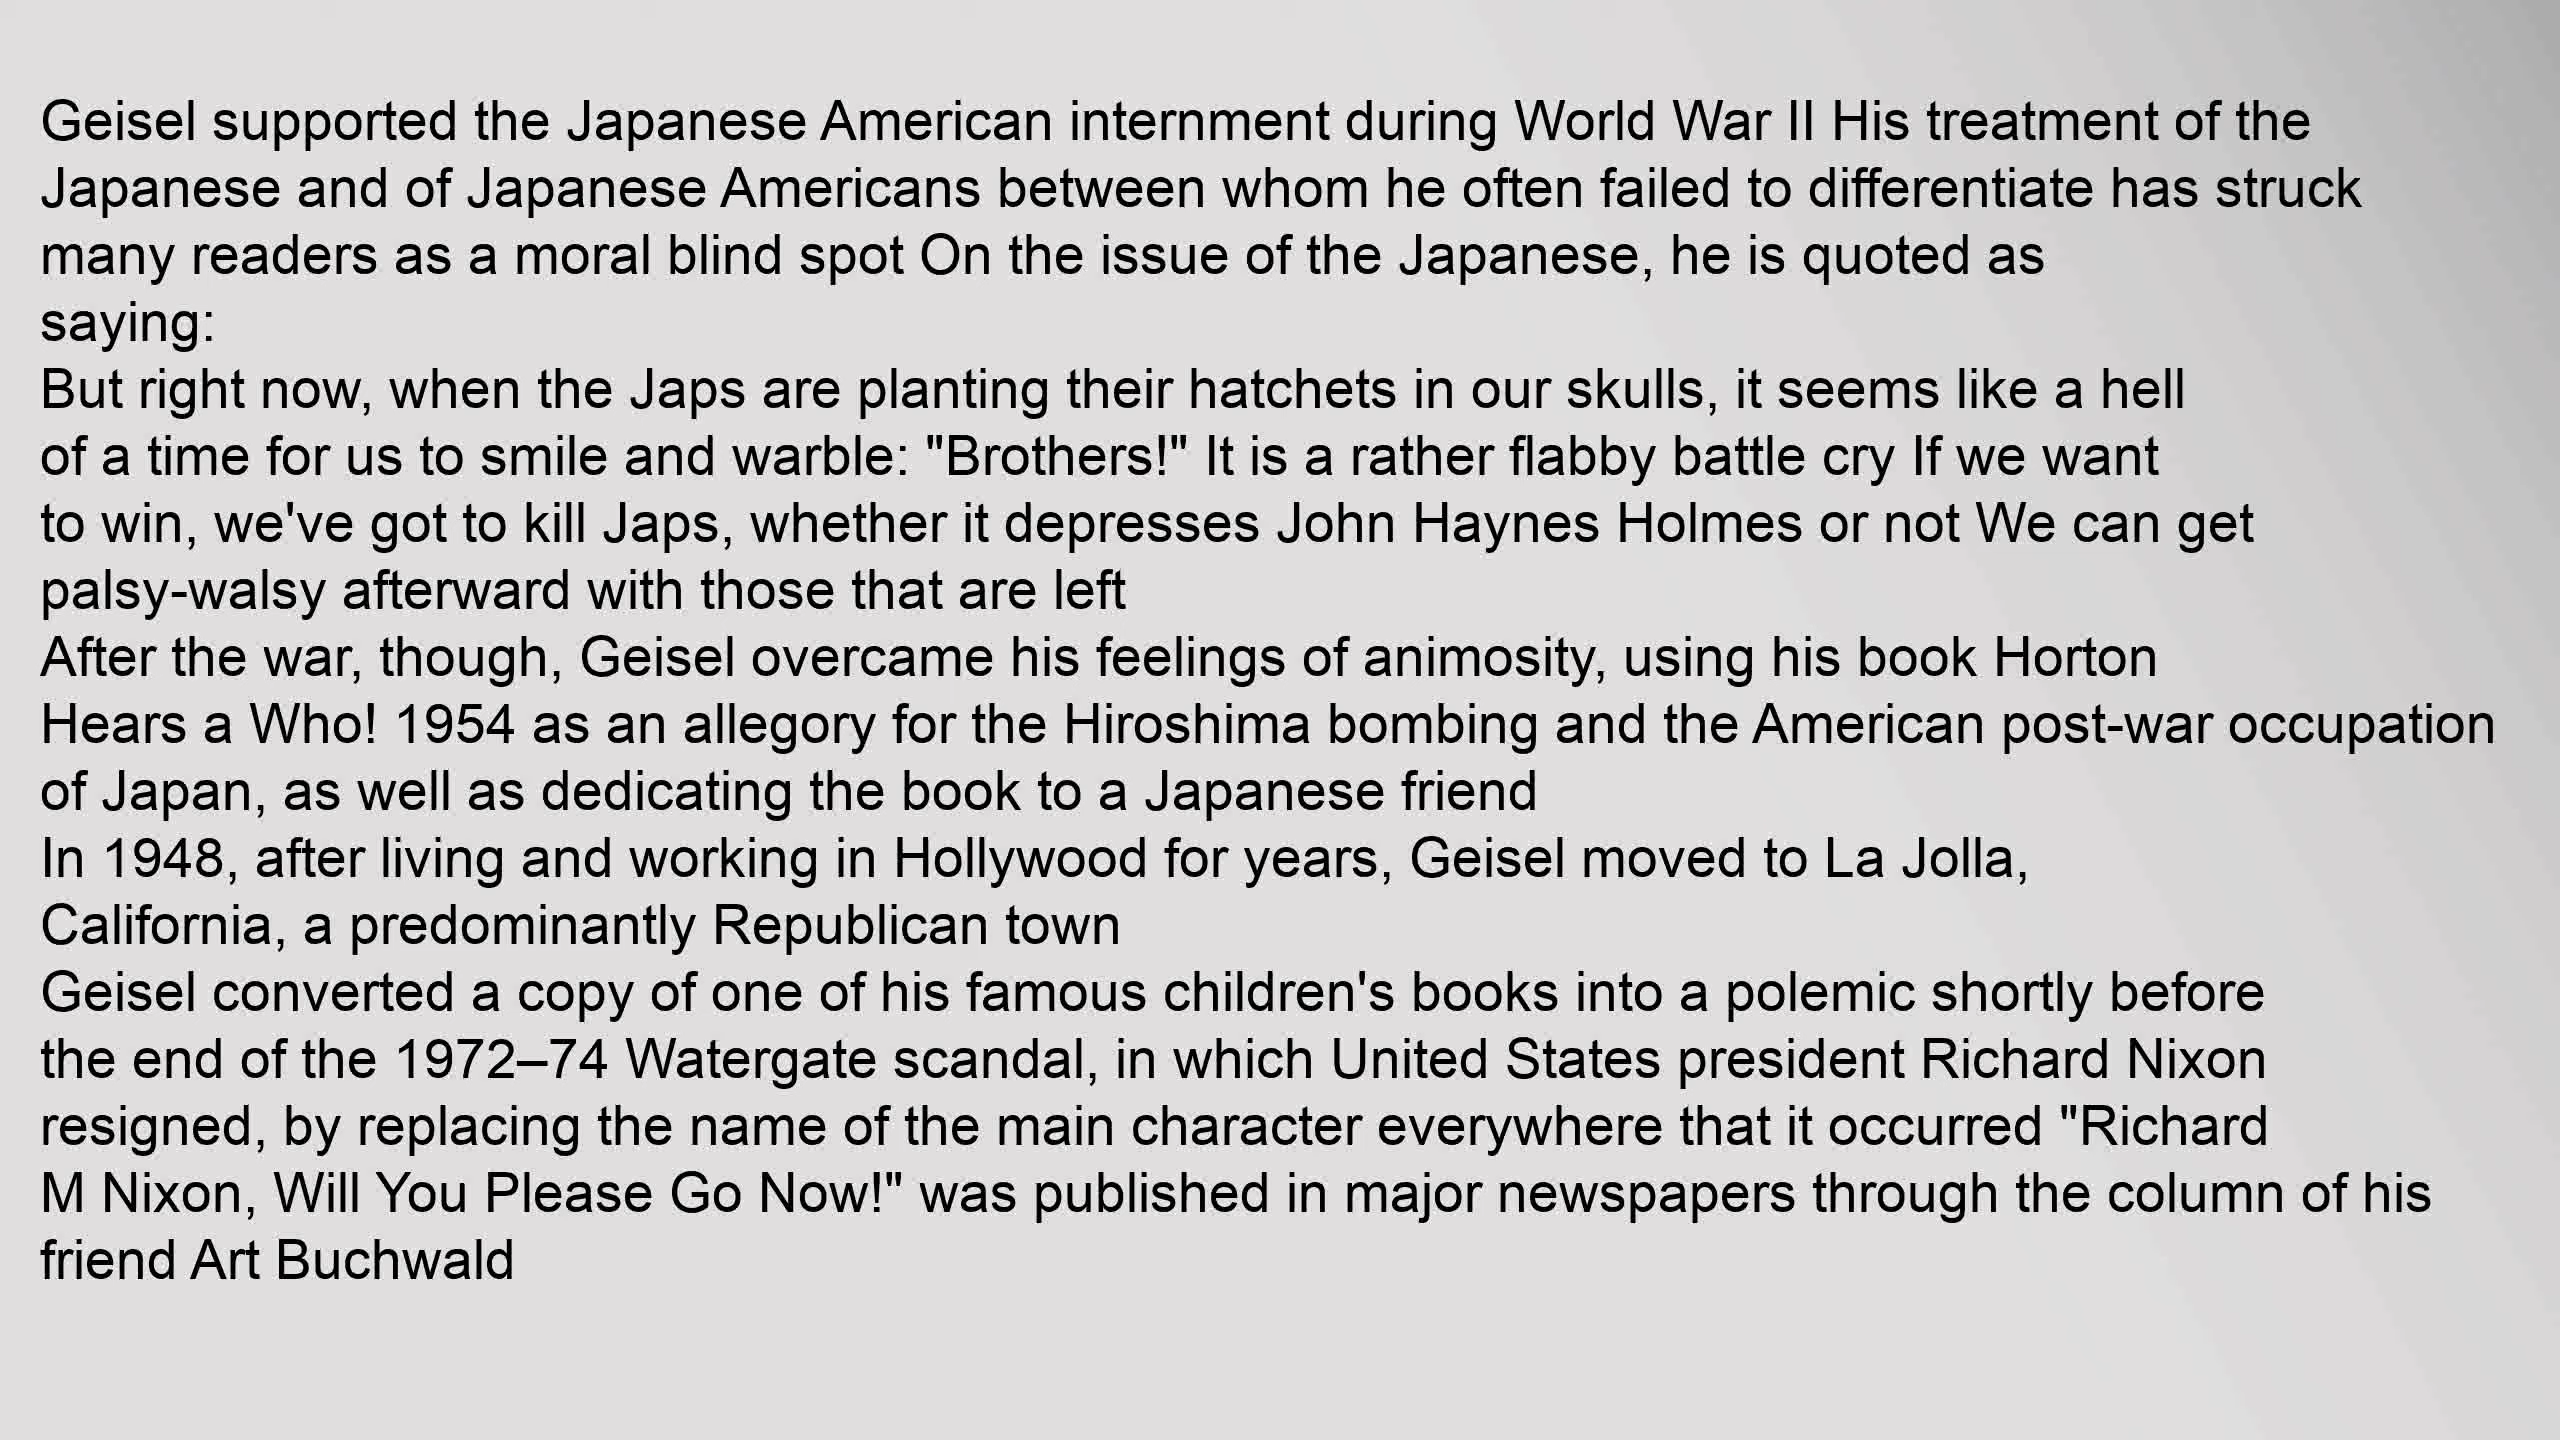 Geisel supported the Japanese American internment during World War II His treatment of the
Japanese and of Japanese Americans between whom he often failed to differentiate has struck
many readers as a moral blind spot On the issue of the Japanese, he is quoted as
saying:
But right now, when the Japs are planting their hatchets in our skulls, it seems like a hell
of a time for us to smile and warble: "Brothers!" It is a rather flabby battle cry If we want
to win, we've got to kill Japs, whether it depresses John Haynes Holmes or not We can get
palsy-walsy afterward with those that are left
After the war, though, Geisel overcame his feelings of animosity, using his book Horton
Hears a Who! 1954 as an allegory for the Hiroshima bombing and the American post-war occupation
of Japan, as well as dedicating the book to a Japanese friend
In 1948, after living and working in Hollywood for years, Geisel moved to La Jolla,
California, a predominantly Republican town
Geisel converted a copy of one of his famous children's books into a polemic shortly before
the end of the 1972–74 Watergate scandal, in which United States president Richard Nixon
resigned, by replacing the name of the main character everywhere that it occurred "Richard
M Nixon, Will You Please Go Now!" was published in major newspapers through the column of his
friend Art Buchwald